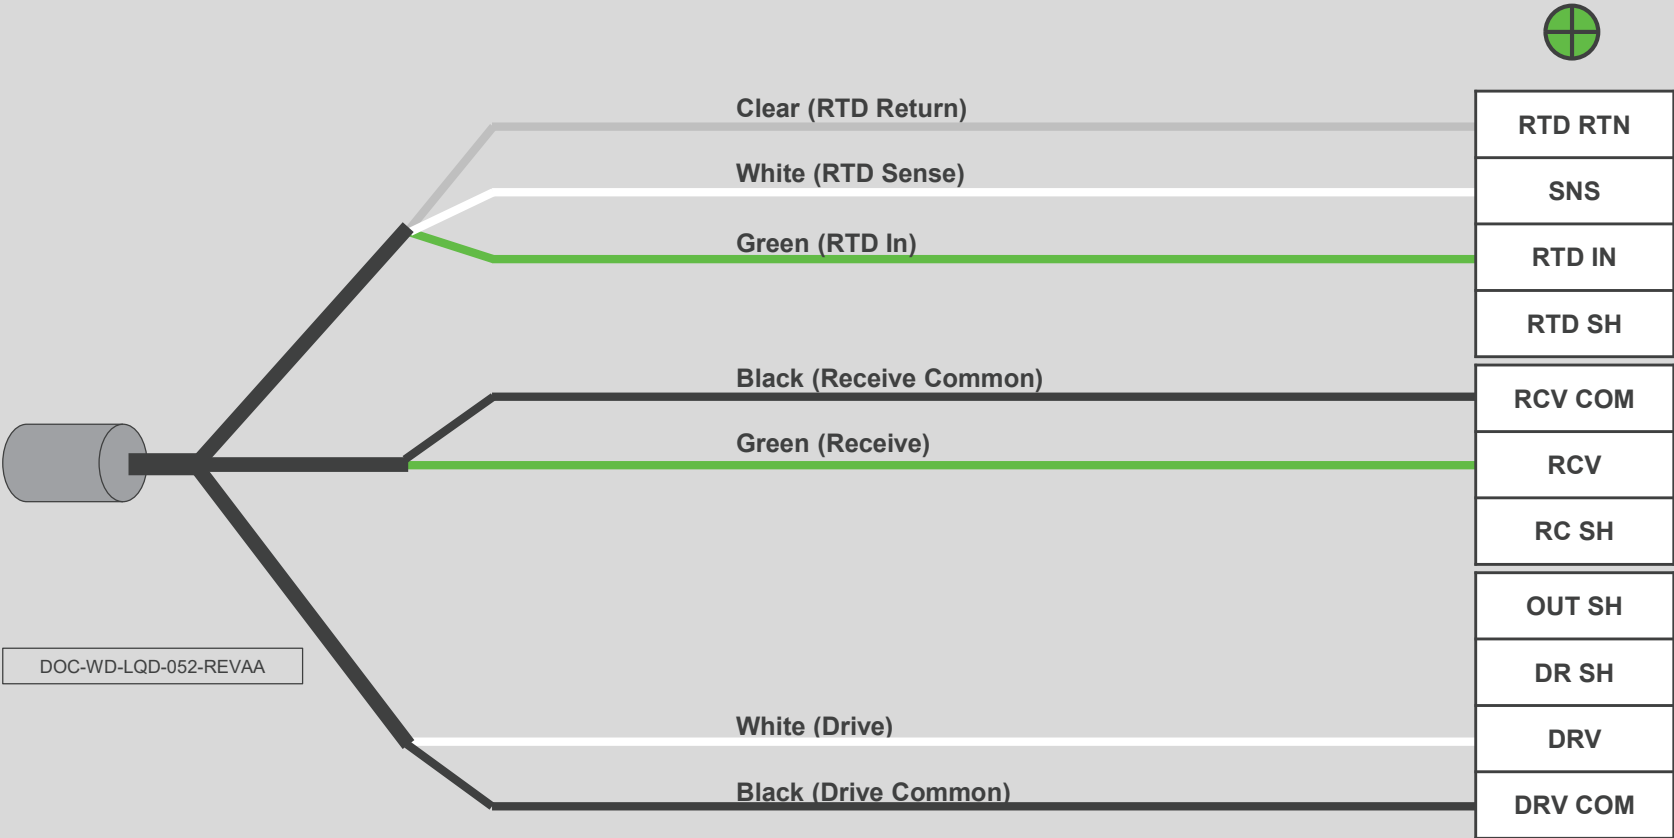 Clear (RTD Return)
RTD RTN
White (RTD Sense)
SNS
Green (RTD In)
RTD IN
RTD SH
Black (Receive Common)
RCV COM
Green (Receive)
RCV
RC SH
OUT SH
DOC-WD-LQD-052-REVAA
DR SH
White (Drive)
DRV
Black (Drive Common)
DRV COM